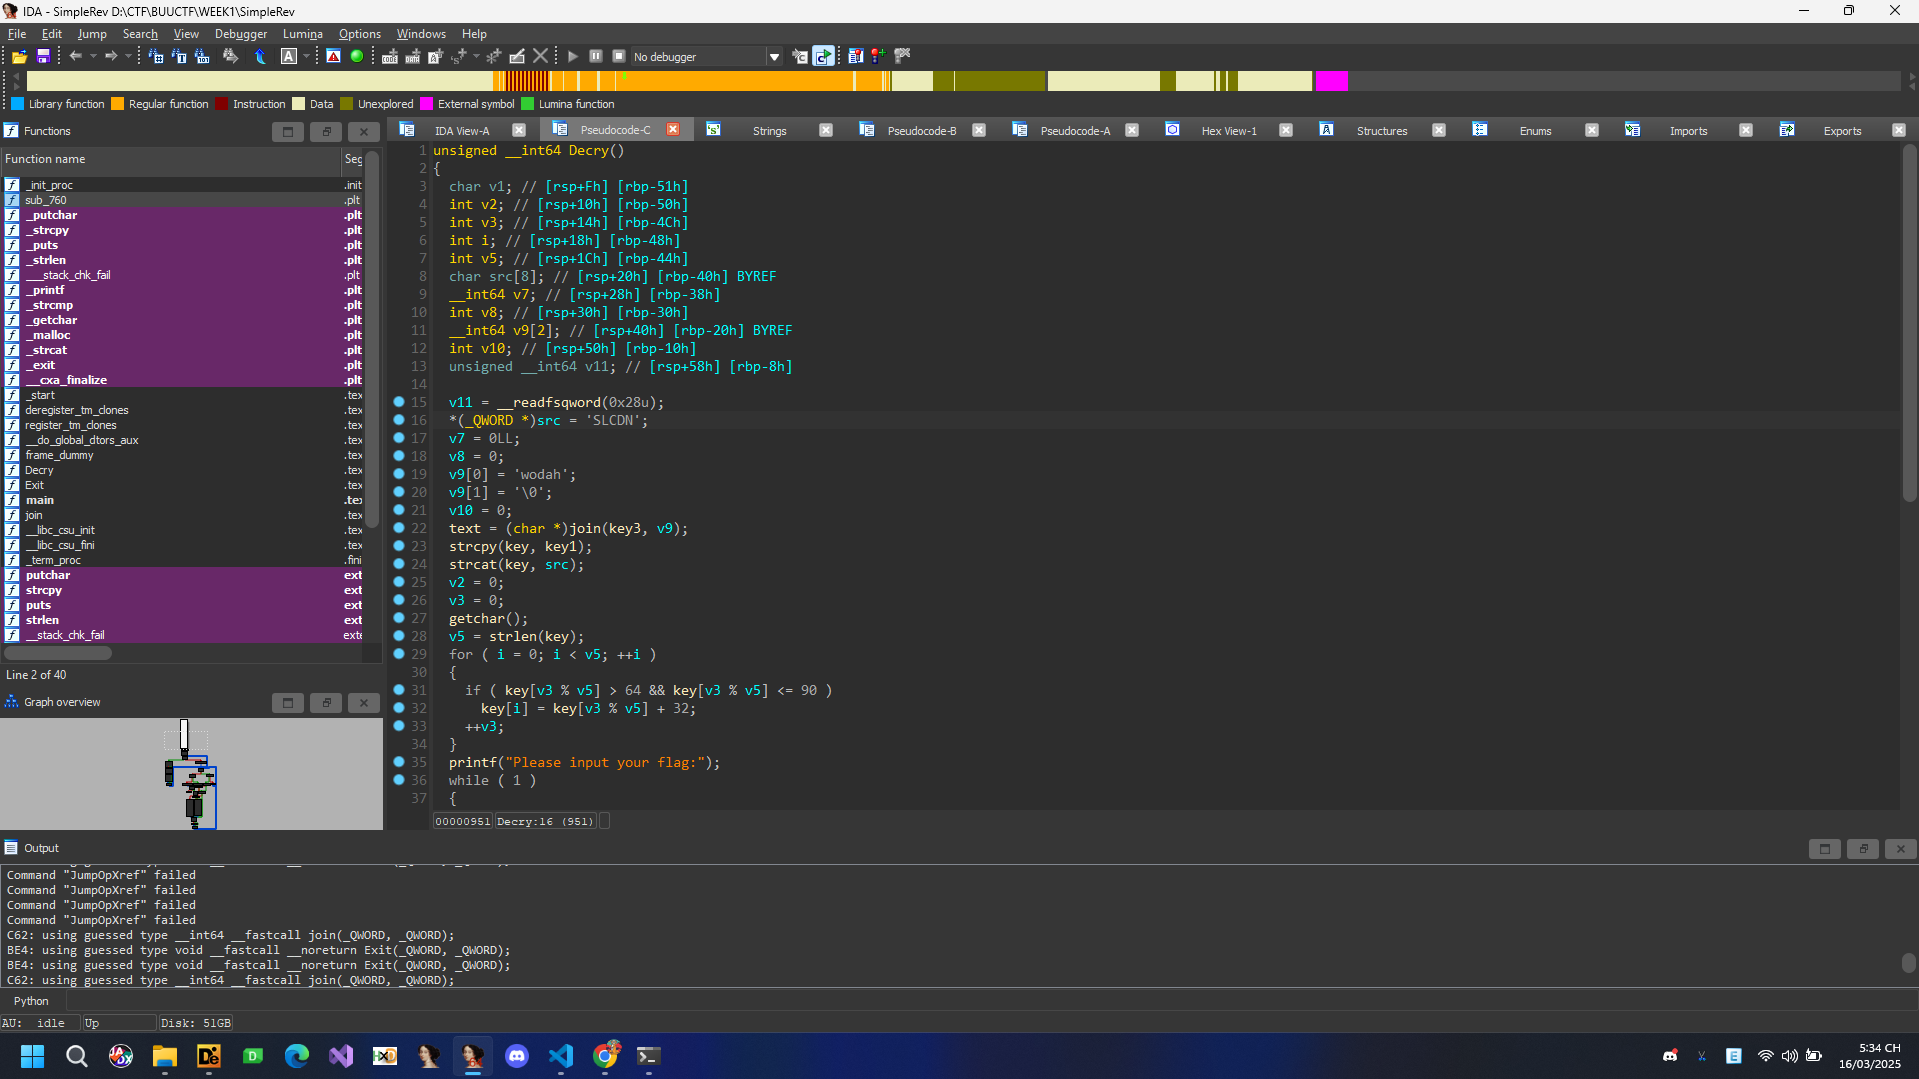 IDA - SimpleRev D:\CTF\BUUCTF\WEEK1\SimpleRev
File Edit Jump Search View Debugger Lumina Options Windows Help
No debugger
Library function Regular function Instruction Data Unexplored External symbol Lumina function
Functions
Function name Seg
_init_proc .init
sub_760 .plt
_putchar .plt
_strcpy .plt
_puts .plt
_strlen .plt
___stack_chk_fail .plt
_printf .plt
_strcmp .plt
_getchar .plt
_malloc .plt
_strcat .plt
_exit .plt
__cxa_finalize .plt
_start .tex
deregister_tm_clones .tex
register_tm_clones .tex
__do_global_dtors_aux .tex
frame_dummy .tex
Decry .tex
Exit .tex
main .tex
join .tex
__libc_csu_init .tex
__libc_csu_fini .tex
_term_proc .fini
putchar ext
strcpy ext
puts ext
strlen ext
__stack_chk_fail exte
Line 2 of 40
Graph overview
IDA View-A Pseudocode-C Strings Pseudocode-B Pseudocode-A Hex View-1 Structures Enums Imports Exports
1 unsigned __int64 Decry()
2 {
3 char v1; // [rsp+Fh] [rbp-51h]
4 int v2; // [rsp+10h] [rbp-50h]
5 int v3; // [rsp+14h] [rbp-4Ch]
6 int i; // [rsp+18h] [rbp-48h]
7 int v5; // [rsp+1Ch] [rbp-44h]
8 char src[8]; // [rsp+20h] [rbp-40h] BYREF
9 __int64 v7; // [rsp+28h] [rbp-38h]
10 int v8; // [rsp+30h] [rbp-30h]
11 __int64 v9[2]; // [rsp+40h] [rbp-20h] BYREF
12 int v10; // [rsp+50h] [rbp-10h]
13 unsigned __int64 v11; // [rsp+58h] [rbp-8h]
14
15 v11 = __readfsqword(0x28u);
16 *(_QWORD *)src = 'SLCDN';
17 v7 = 0LL;
18 v8 = 0;
19 v9[0] = 'wodah';
20 v9[1] = '\0';
21 v10 = 0;
22 text = (char *)join(key3, v9);
23 strcpy(key, key1);
24 strcat(key, src);
25 v2 = 0;
26 v3 = 0;
27 getchar();
28 v5 = strlen(key);
29 for ( i = 0; i < v5; ++i )
30 {
31 if ( key[v3 % v5] > 64 && key[v3 % v5] <= 90 )
32 key[i] = key[v3 % v5] + 32;
33 ++v3;
34 }
35 printf("Please input your flag:");
36 while ( 1 )
37 {
00000951 Decry:16 (951)
Output
Command "JumpOpXref" failed
Command "JumpOpXref" failed
Command "JumpOpXref" failed
Command "JumpOpXref" failed
C62: using guessed type __int64 __fastcall join(_QWORD, _QWORD);
BE4: using guessed type void __fastcall __noreturn Exit(_QWORD, _QWORD);
BE4: using guessed type void __fastcall __noreturn Exit(_QWORD, _QWORD);
C62: using guessed type __int64 __fastcall join(_QWORD, _QWORD);
Python
AU: idle Up Disk: 51GB
5:34 CH
16/03/2025